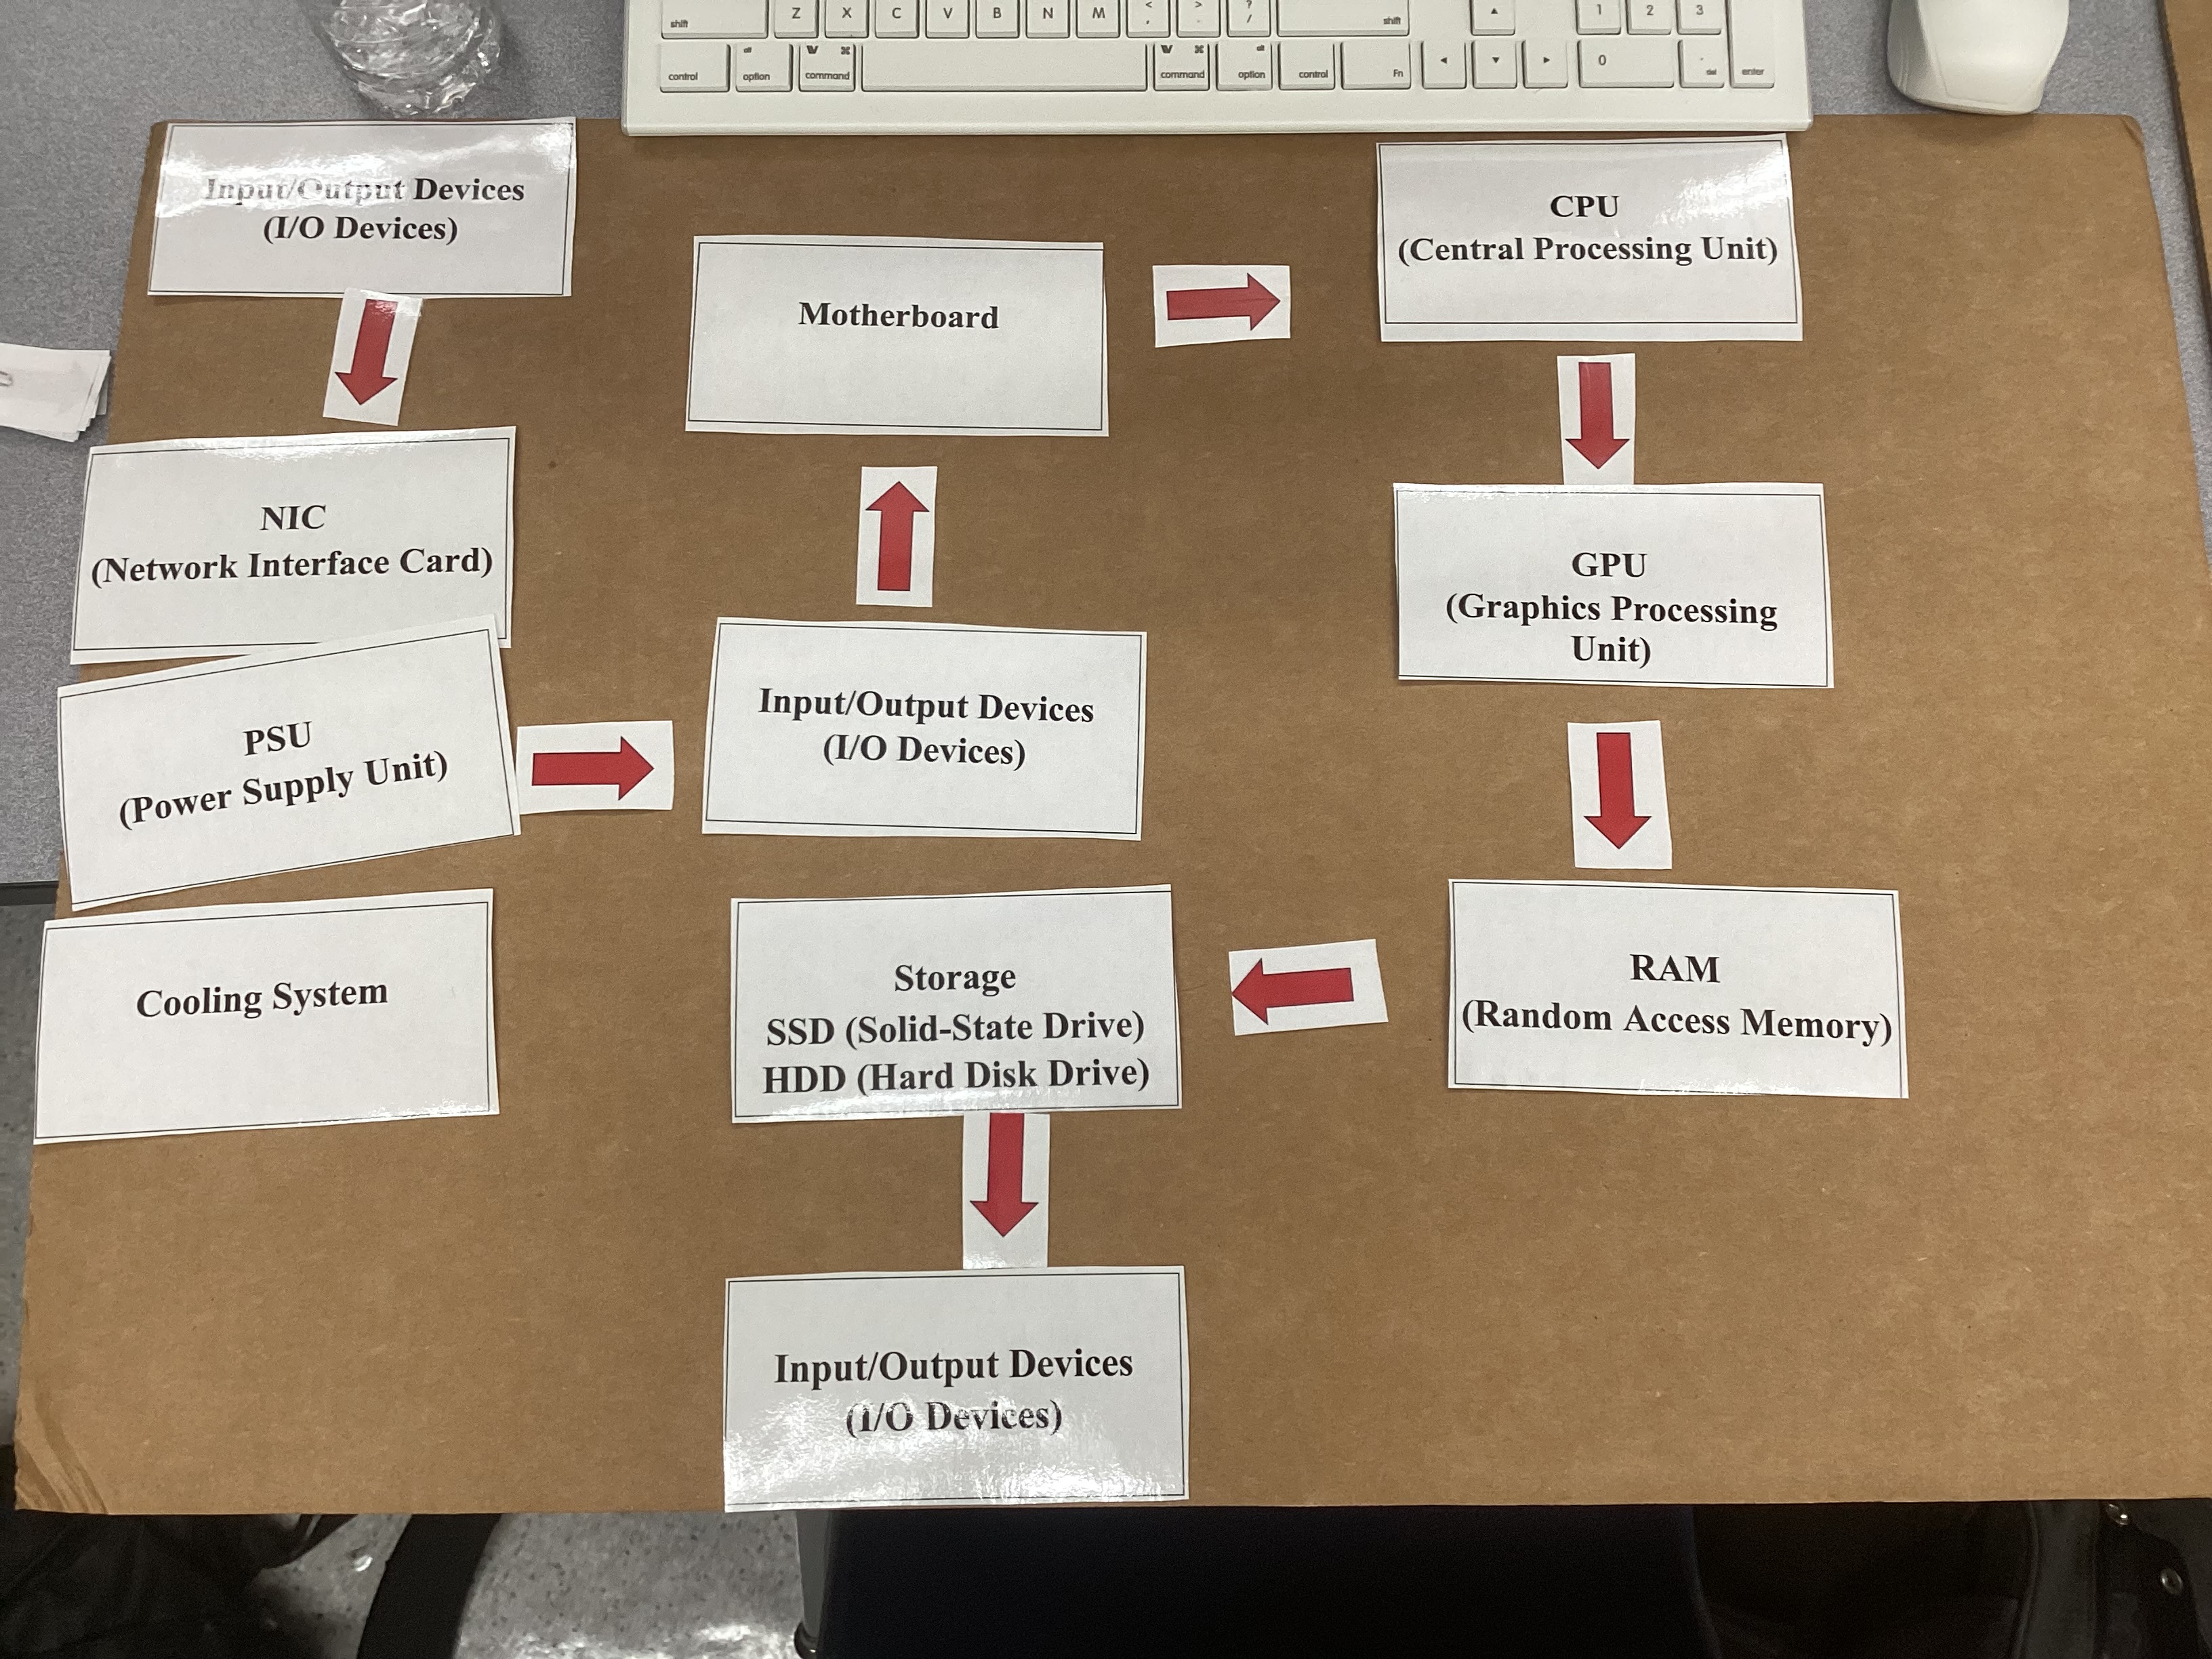 shift
Z
X
C
V
B
N
M
<
,
>
.
?
/
shift
▲
1
2
3
control
alt
option
⌘
command
⌘
command
alt
option
control
Fn
◄
▼
►
0
.
del
enter
Input/Output Devices
(I/O Devices)
Motherboard
CPU
(Central Processing Unit)
NIC
(Network Interface Card)
GPU
(Graphics Processing
Unit)
PSU
(Power Supply Unit)
Input/Output Devices
(I/O Devices)
Cooling System
Storage
SSD (Solid-State Drive)
HDD (Hard Disk Drive)
RAM
(Random Access Memory)
Input/Output Devices
(I/O Devices)